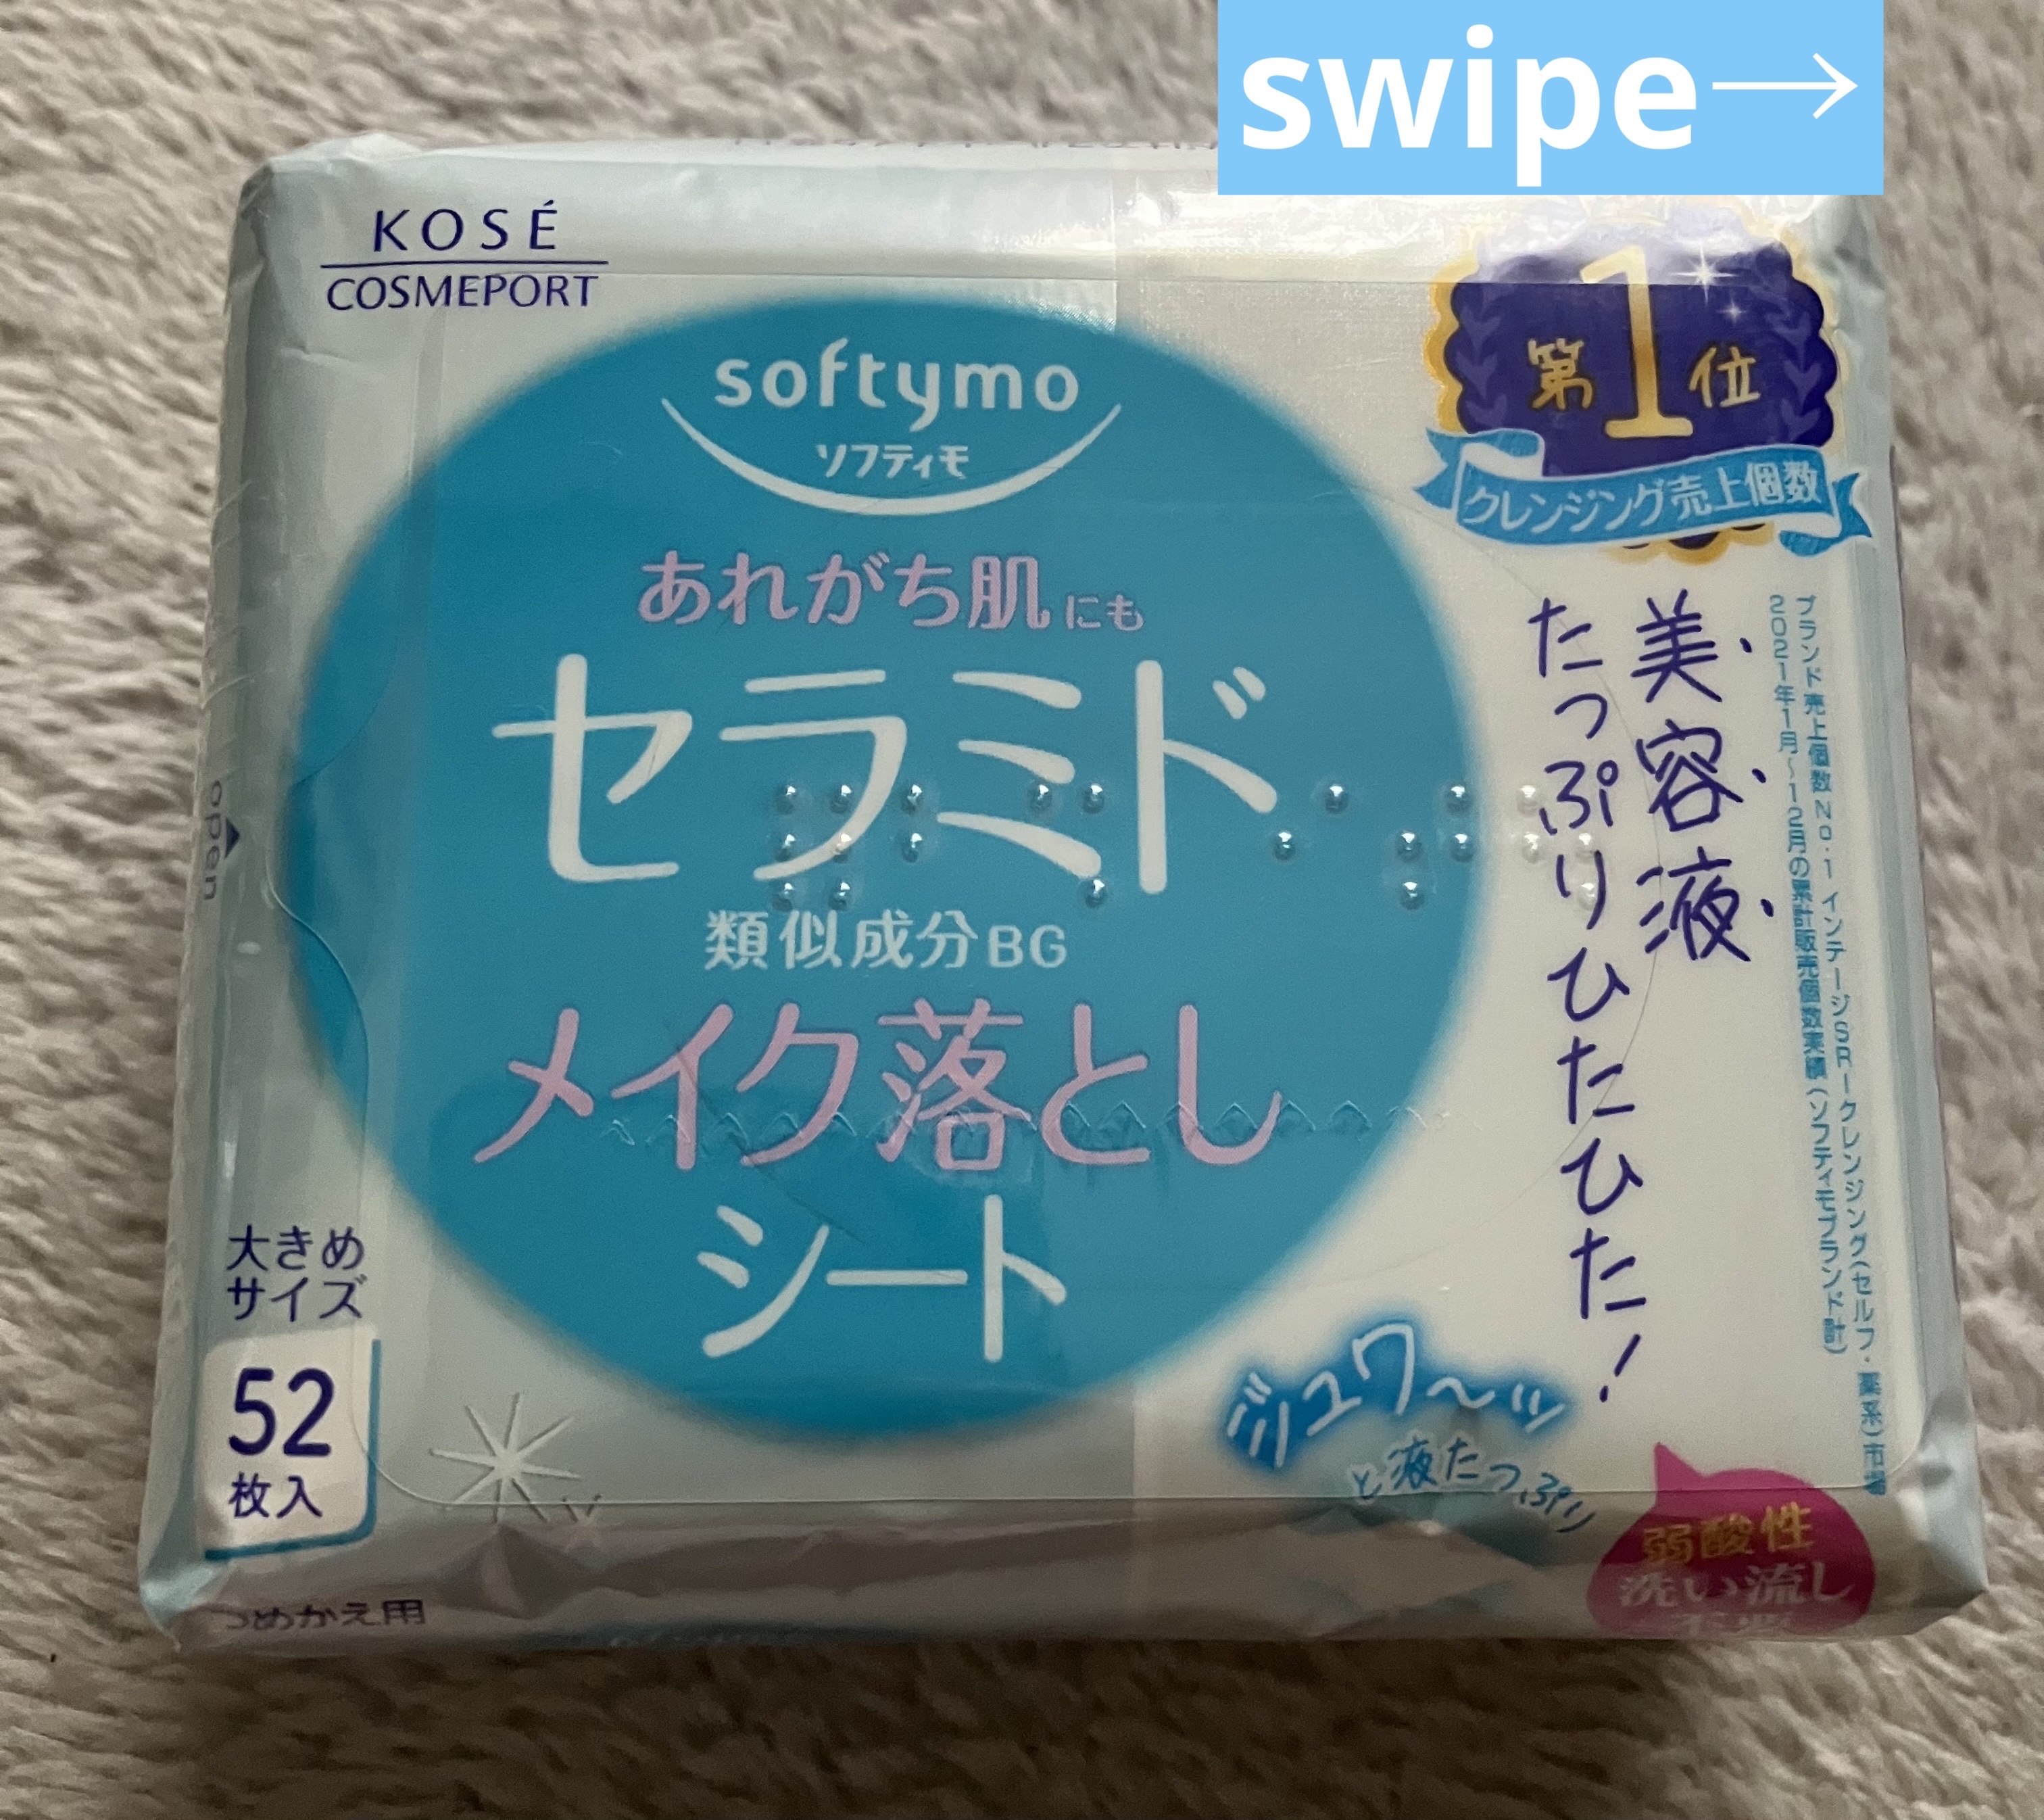 swipe→
KOSÉ
COSMEPORT
softymo
ソフティモ
あれがち肌にも
セラミド
類似成分BG
メイク落とし
シート
第1位
クレンジング売上個数
美容液
たっぷりひたひた!
ブランド売上個数No.1 インテージSRIクレンジング(セルフ・薬系)市場
2021年1月~12月の累計販売個数実績(ソフティモブランド計)
open
大きめ
サイズ
52
枚入
つめかえ用
ジュワ~ッ
と液たっぷり
弱酸性
洗い流し
不要